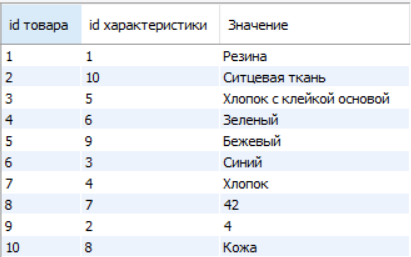 id товара id характеристики Значение
1 1 Резина
2 10 Ситцевая ткань
3 5 Хлопок с клейкой основой
4 6 Зеленый
5 9 Бежевый
6 3 Синий
7 4 Хлопок
8 7 42
9 2 4
10 8 Кожа